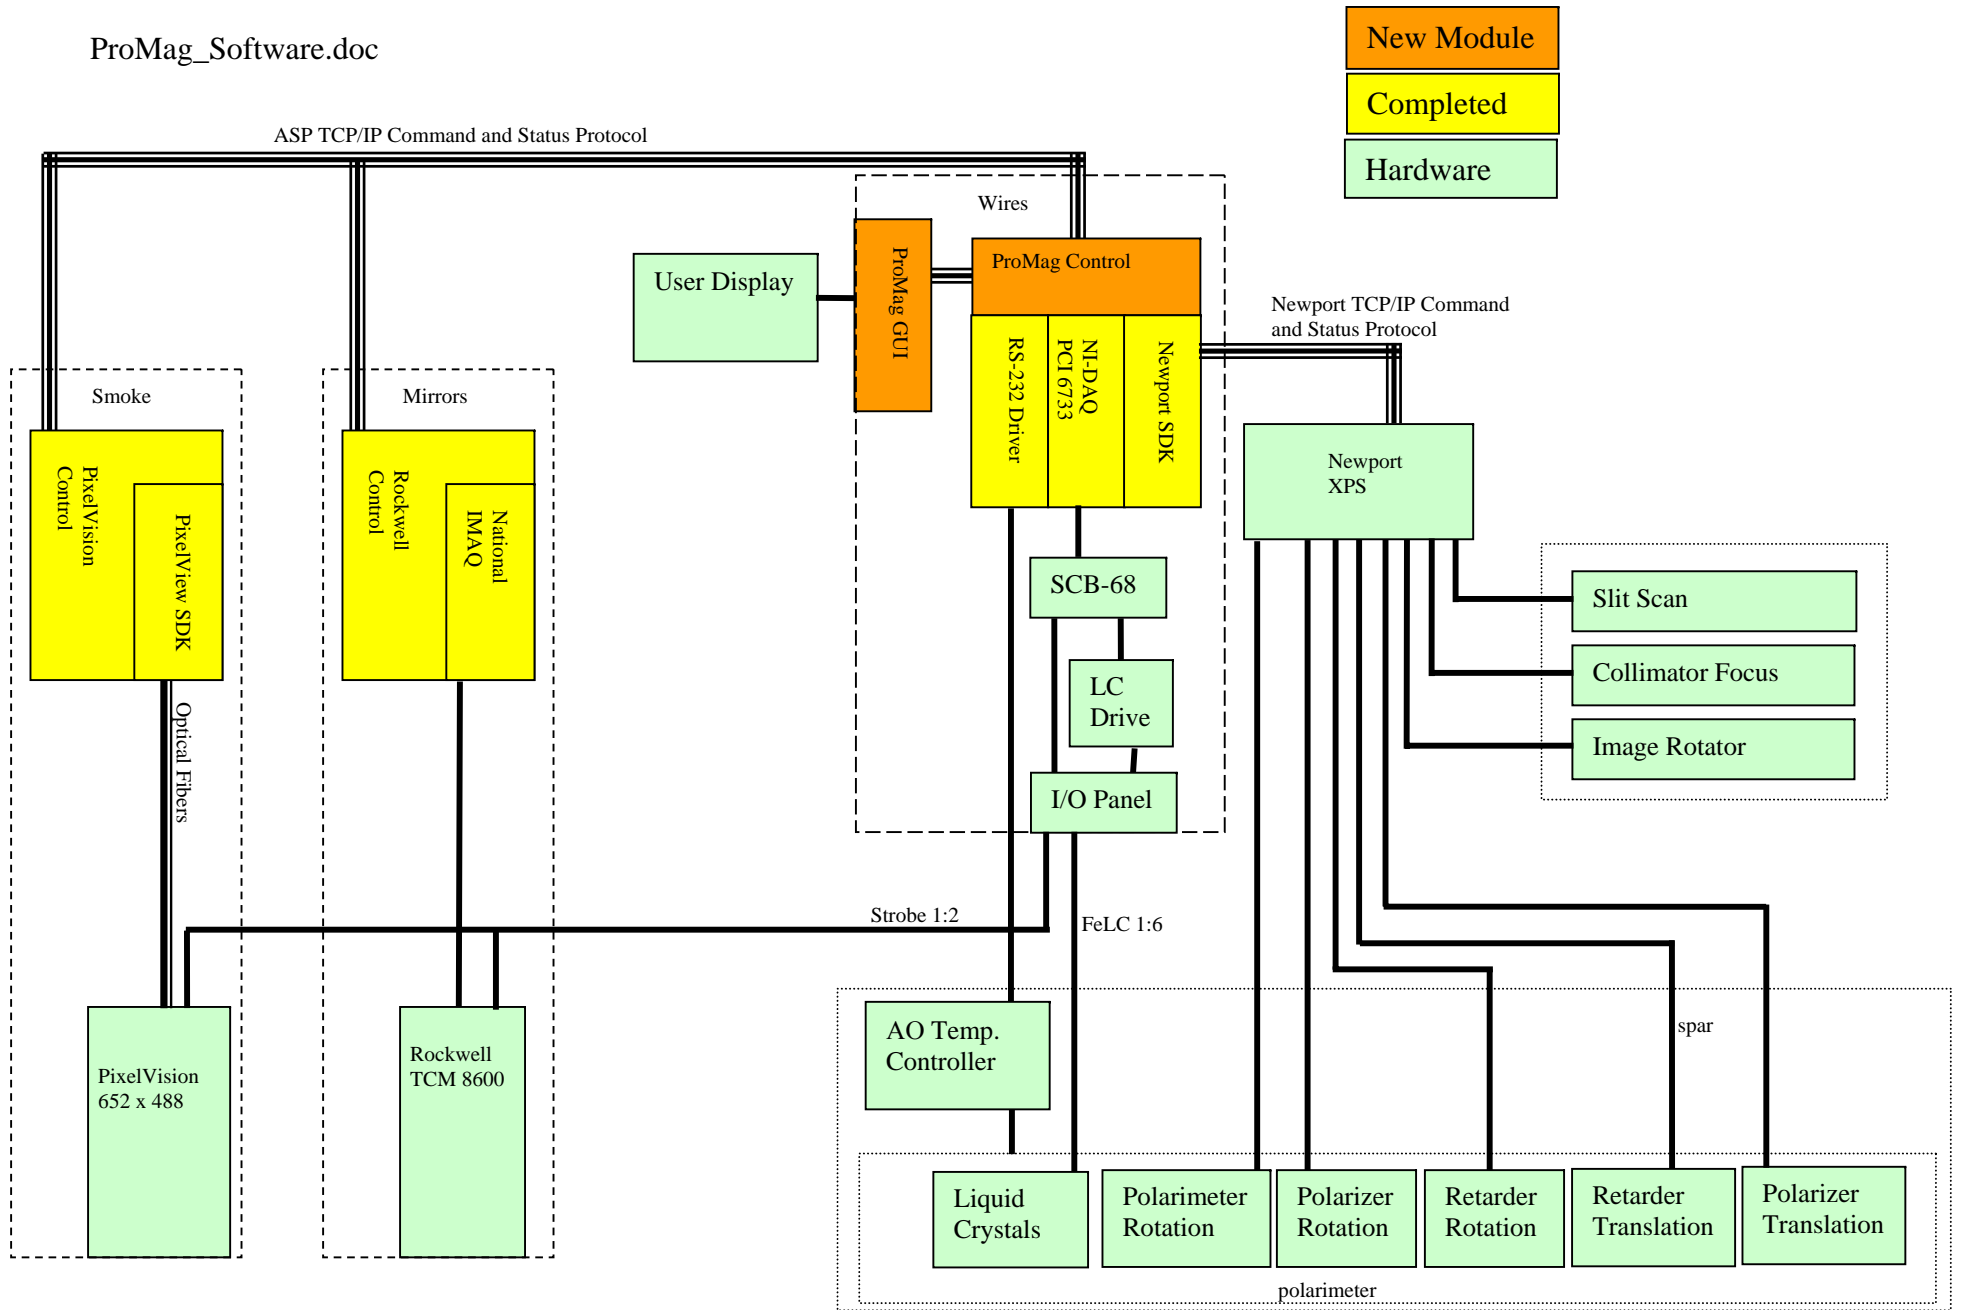 ProMag_Software.doc
New Module
Completed
Hardware
ASP TCP/IP Command and Status Protocol
Wires
ProMag Control
ProMag GUI
User Display
RS-232 Driver
NI-DAQ
PCI 6733
Newport SDK
Newport TCP/IP Command
and Status Protocol
Smoke
Mirrors
PixelVision
Control
PixelView SDK
Rockwell
Control
National
IMAQ
Newport
XPS
SCB-68
LC
Drive
I/O Panel
Slit Scan
Collimator Focus
Image Rotator
Optical Fibers
Strobe 1:2
FeLC 1:6
spar
AO Temp.
Controller
PixelVision
652 x 488
Rockwell
TCM 8600
Liquid
Crystals
Polarimeter
Rotation
Polarizer
Rotation
Retarder
Rotation
Retarder
Translation
Polarizer
Translation
polarimeter